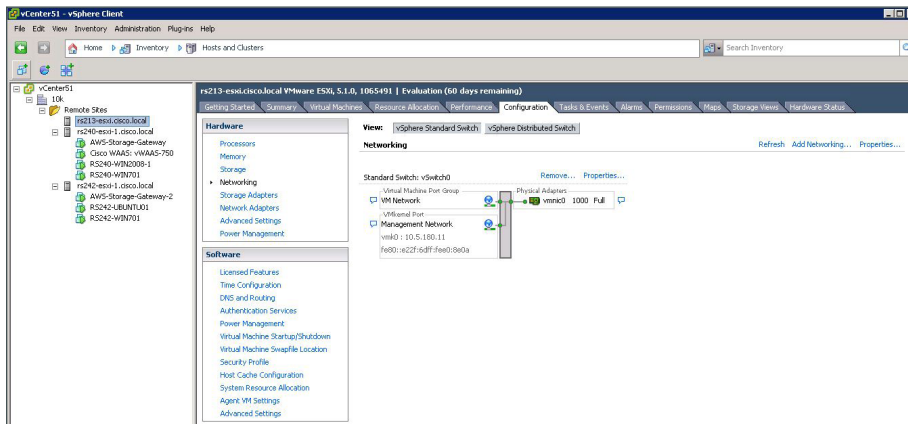 vCenter51 - vSphere Client
File Edit View Inventory Administration Plug-ins Help
Home Inventory Hosts and Clusters
Search Inventory
vCenter51
10k
Remote Sites
rs213-esxi.cisco.local
rs240-esxi-1.cisco.local
AWS-Storage-Gateway
Cisco WAAS: vWAAS-750
RS240-WIN2008-1
RS240-WIN701
rs242-esxi-1.cisco.local
AWS-Storage-Gateway-2
RS242-UBUNTU01
RS242-WIN701
rs213-esxi.cisco.local VMware ESXi, 5.1.0, 1065491 | Evaluation (60 days remaining)
Getting Started Summary Virtual Machines Resource Allocation Performance Configuration Tasks & Events Alarms Permissions Maps Storage Views Hardware Status
Hardware
Processors
Memory
Storage
Networking
Storage Adapters
Network Adapters
Advanced Settings
Power Management
Software
Licensed Features
Time Configuration
DNS and Routing
Authentication Services
Power Management
Virtual Machine Startup/Shutdown
Virtual Machine Swapfile Location
Security Profile
Host Cache Configuration
System Resource Allocation
Agent VM Settings
Advanced Settings
View: vSphere Standard Switch vSphere Distributed Switch
Networking Refresh Add Networking... Properties...
Standard Switch: vSwitch0 Remove... Properties...
Virtual Machine Port Group Physical Adapters
VM Network vmnic0 1000 Full
VMkernel Port
Management Network
vmk0 : 10.5.180.11
fe80::e22f:6dff:fee0:8e0a